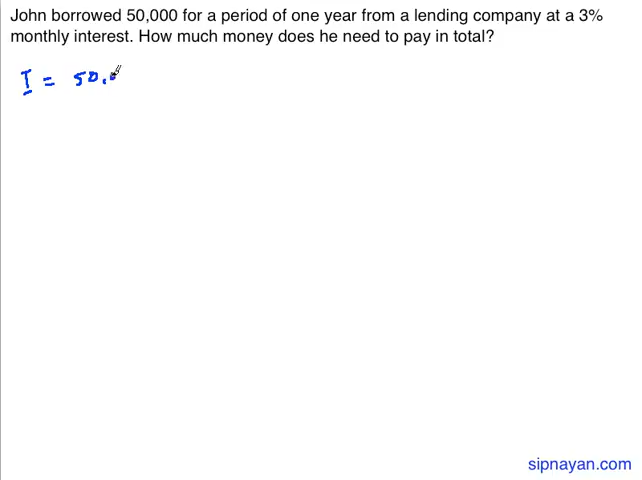 John borrowed 50,000 for a period of one year from a lending company at a 3%
monthly interest. How much money does he need to pay in total?
I = 50,
sipnayan.com